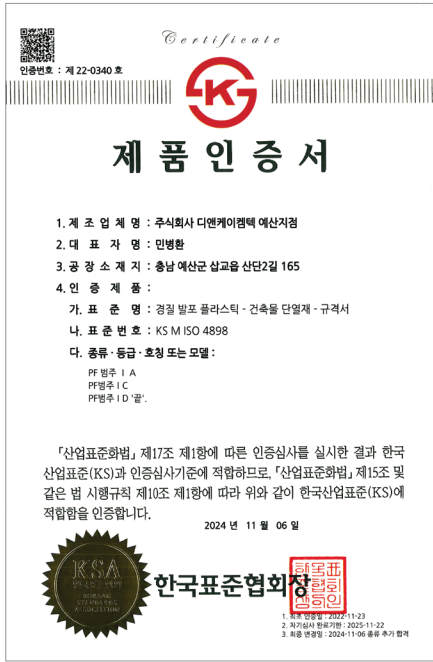 Certificate
인증번호 : 제 22-0340 호
KS
제 품 인 증 서
1. 제 조 업 체 명 : 주식회사 디앤케이켐텍 예산지점
2. 대 표 자 명 : 민병환
3. 공 장 소 재 지 : 충남 예산군 삽교읍 산단2길 165
4. 인 증 제 품 :
가. 표 준 명 : 경질 발포 플라스틱 - 건축물 단열재 - 규격서
나. 표 준 번 호 : KS M ISO 4898
다. 종류 · 등급 · 호칭 또는 모델 :
PF 범주 I A
PF범주 I C
PF범주 I D '끝'.
「산업표준화법」 제17조 제1항에 따른 인증심사를 실시한 결과 한국
산업표준(KS)과 인증심사기준에 적합하므로, 「산업표준화법」 제15조 및
같은 법 시행규칙 제10조 제1항에 따라 위와 같이 한국산업표준(KS)에
적합함을 인증합니다.
2024 년 11 월 06 일
KSA
KOREAN
STANDARDS
ASSOCIATION
한국표준협회장
1. 최초 인증일 : 2022-11-23
2. 차기심사 완료기한 : 2025-11-22
3. 최종 변경일 : 2024-11-06 종류 추가 합격